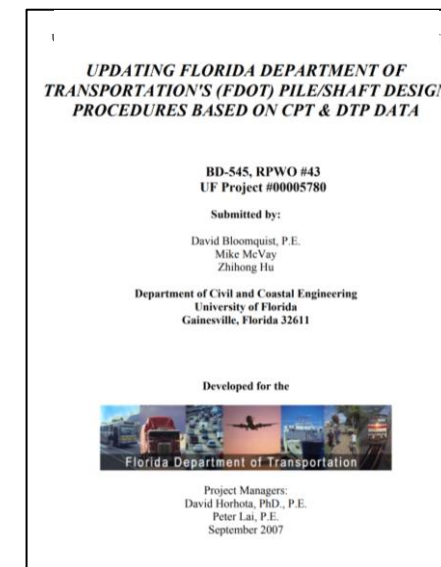 UPDATING FLORIDA DEPARTMENT OF
TRANSPORTATION'S (FDOT) PILE/SHAFT DESIGN
PROCEDURES BASED ON CPT & DTP DATA
BD-545, RPWO #43
UF Project #00005780
Submitted by:
David Bloomquist, P.E.
Mike McVay
Zhihong Hu
Department of Civil and Coastal Engineering
University of Florida
Gainesville, Florida 32611
Developed for the
Florida Department of Transportation
Project Managers:
David Horhota, PhD., P.E.
Peter Lai, P.E.
September 2007